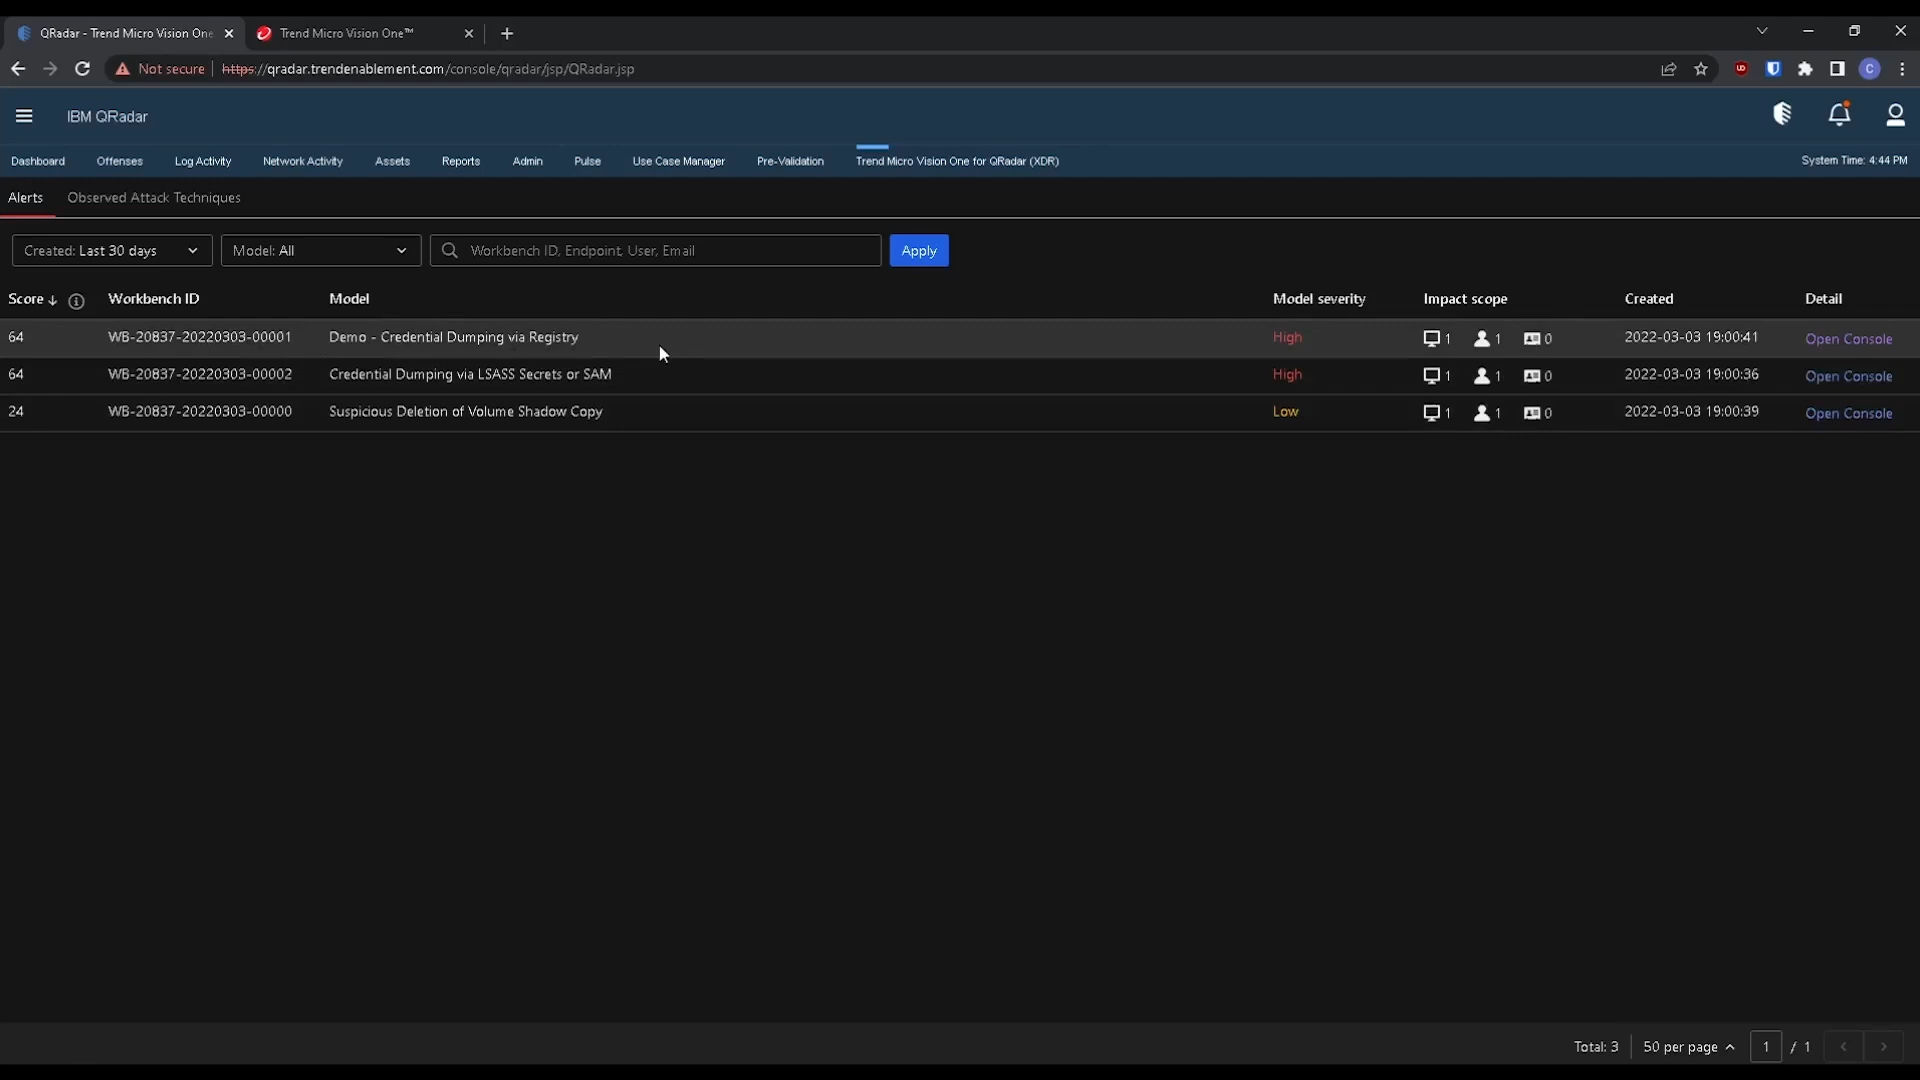 QRadar - Trend Micro Vision One
Trend Micro Vision One™
Not secure https://qradar.trendenablement.com/console/qradar/jsp/QRadar.jsp
C
IBM QRadar
Dashboard Offenses Log Activity Network Activity Assets Reports Admin Pulse Use Case Manager Pre-Validation Trend Micro Vision One for QRadar (XDR) System Time: 4:44 PM
Alerts Observed Attack Techniques
Created: Last 30 days Model: All Workbench ID, Endpoint, User, Email Apply
Score Workbench ID Model Model severity Impact scope Created Detail
64 WB-20837-20220303-00001 Demo - Credential Dumping via Registry High 1 1 0 2022-03-03 19:00:41 Open Console
64 WB-20837-20220303-00002 Credential Dumping via LSASS Secrets or SAM High 1 1 0 2022-03-03 19:00:36 Open Console
24 WB-20837-20220303-00000 Suspicious Deletion of Volume Shadow Copy Low 1 1 0 2022-03-03 19:00:39 Open Console
Total: 3 50 per page 1 / 1